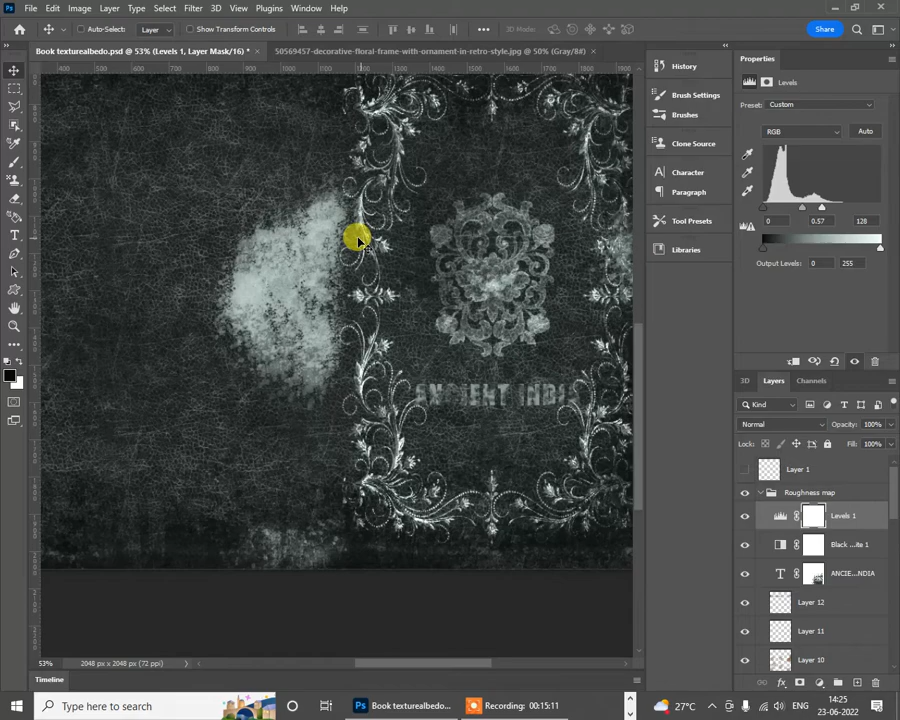 File Edit Image Layer Type Select Filter 3D View Plugins Window Help
Auto-Select: Layer Show Transform Controls 3D Mode: Share
Book texturealbedo.psd @ 53% (Levels 1, Layer Mask/16) * × 50569457-decorative-floral-frame-with-ornament-in-retro-style.jpg @ 50% (Gray/8#) ×
ANCIENT INDIA
History
Brush Settings
Brushes
Clone Source
Character
Paragraph
Tool Presets
Libraries
Properties
Levels
Preset: Custom
RGB Auto
0 0.57 128
Output Levels: 0 255
3D Layers Channels
Kind
Normal Opacity: 100%
Lock: Fill: 100%
Layer 1
Roughness map
Levels 1
Black ...ite 1
ANCIE...NDIA
Layer 12
Layer 11
Layer 10
53% 2048 px x 2048 px (72 ppi)
Timeline
Type here to search
Book texturealbedo...
Recording: 00:15:11
27°C
ENG
14:25
23-06-2022